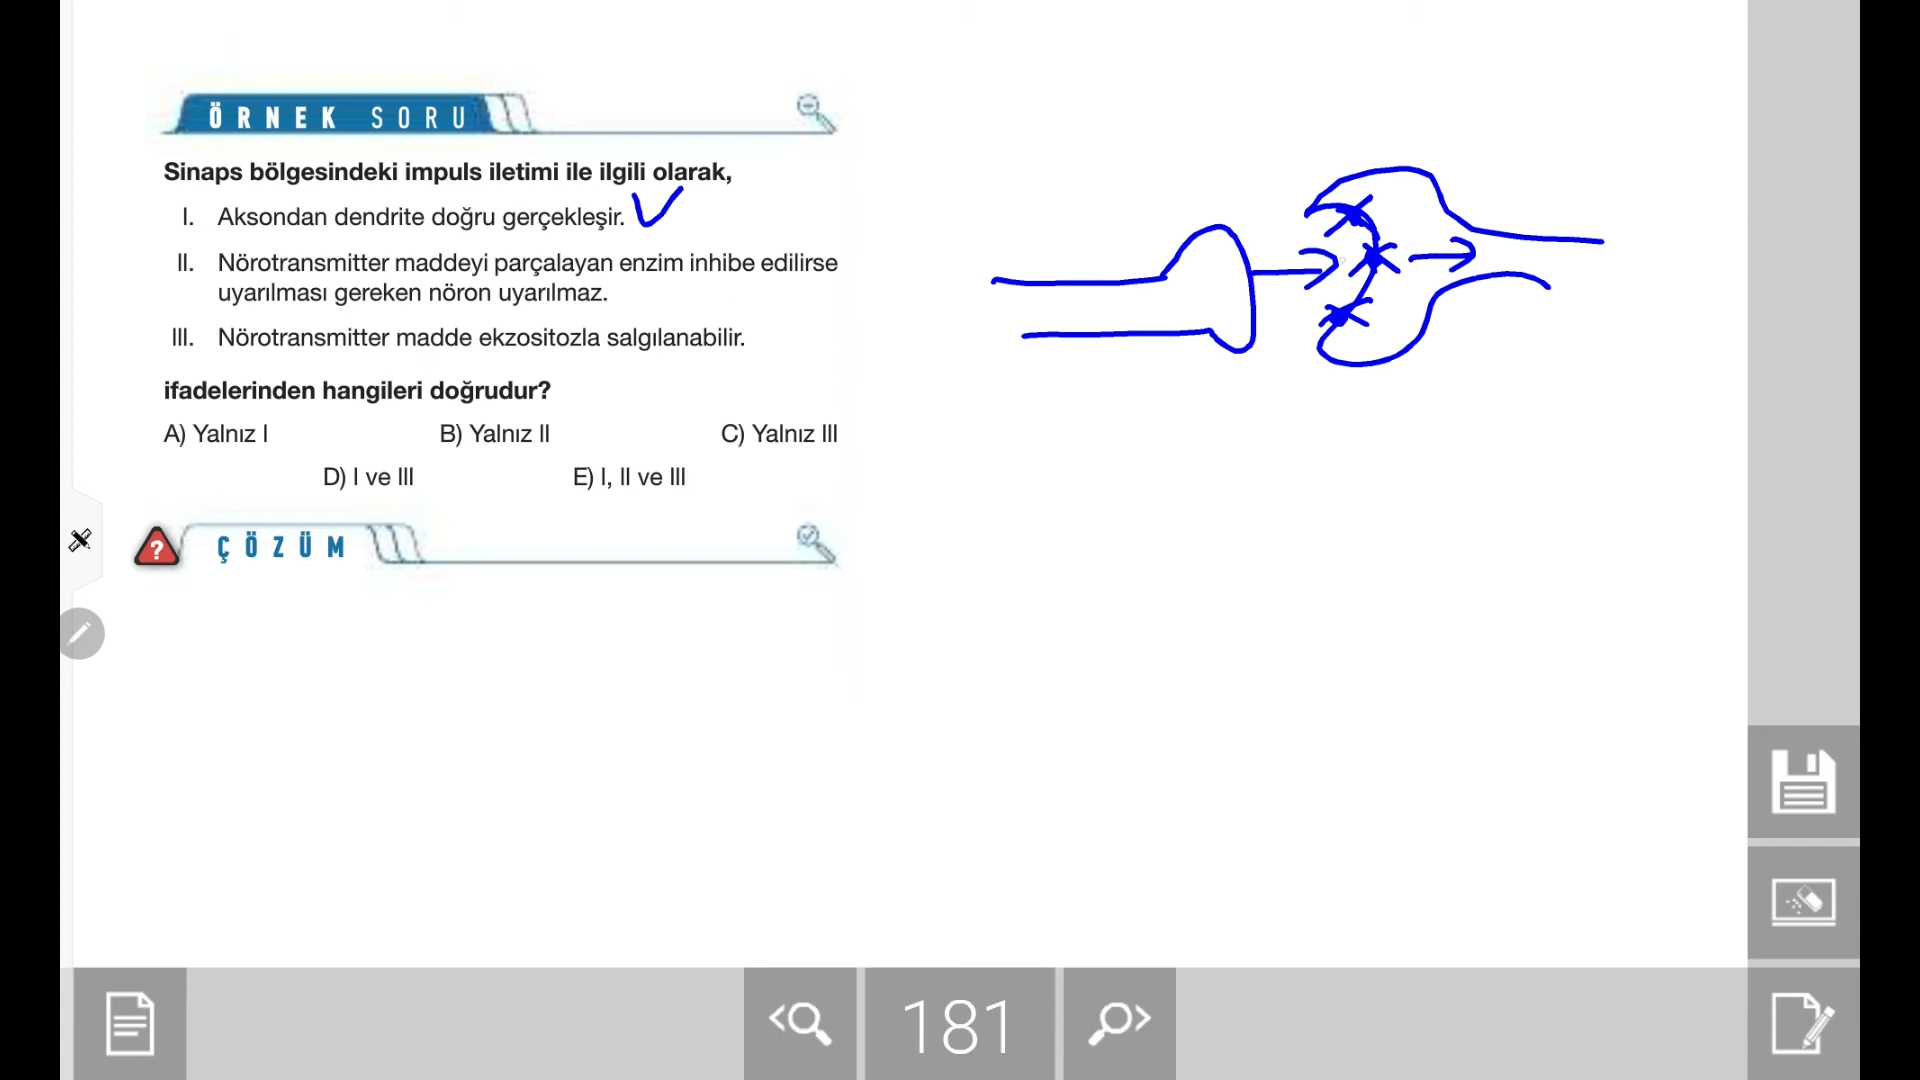 ÖRNEK SORU
Sinaps bölgesindeki impuls iletimi ile ilgili olarak,
I. Aksondan dendrite doğru gerçekleşir.
II. Nörotransmitter maddeyi parçalayan enzim inhibe edilirse
uyarılması gereken nöron uyarılmaz.
III. Nörotransmitter madde ekzositozla salgılanabilir.
ifadelerinden hangileri doğrudur?
A) Yalnız I B) Yalnız II C) Yalnız III
D) I ve III E) I, II ve III
? ÇÖZÜM
181